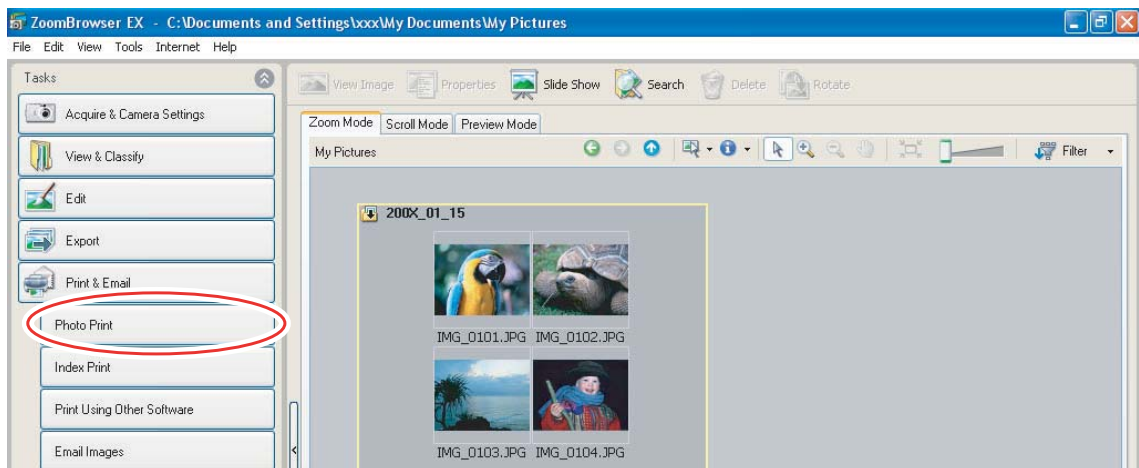 ZoomBrowser EX - C:\Documents and Settings\xxx\My Documents\My Pictures
File Edit View Tools Internet Help
Tasks
Acquire & Camera Settings
View & Classify
Edit
Export
Print & Email
Photo Print
Index Print
Print Using Other Software
Email Images
View Image Properties Slide Show Search Delete Rotate
Zoom Mode Scroll Mode Preview Mode
My Pictures Filter
200X_01_15
IMG_0101.JPG IMG_0102.JPG
IMG_0103.JPG IMG_0104.JPG